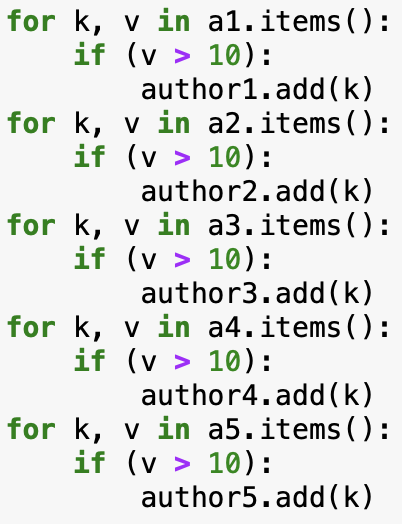 for k, v in a1.items():
    if (v > 10):
        author1.add(k)
for k, v in a2.items():
    if (v > 10):
        author2.add(k)
for k, v in a3.items():
    if (v > 10):
        author3.add(k)
for k, v in a4.items():
    if (v > 10):
        author4.add(k)
for k, v in a5.items():
    if (v > 10):
        author5.add(k)